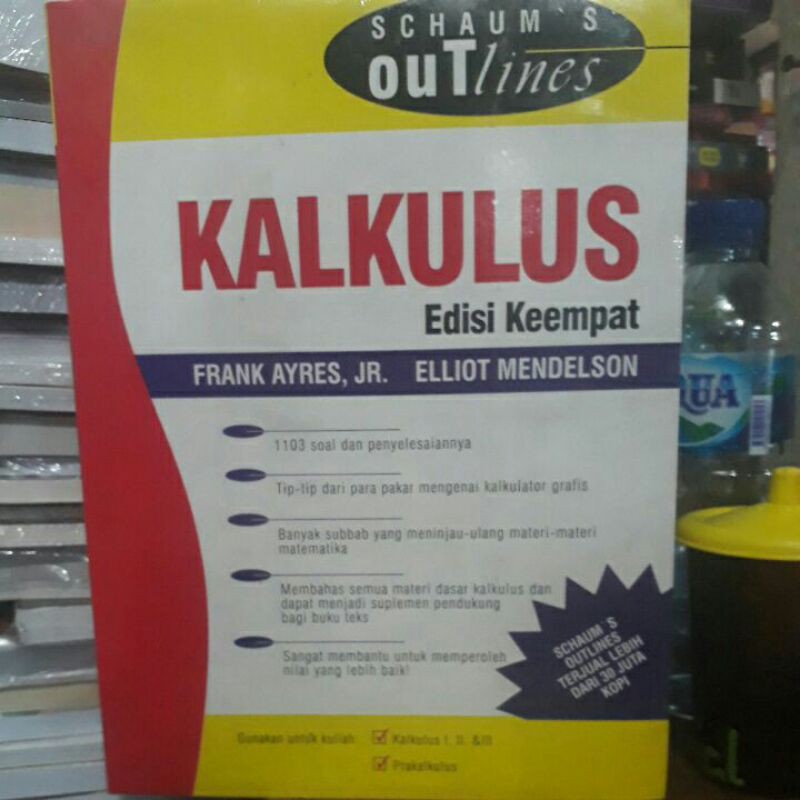 SCHAUM S
ouTlines
KALKULUS
Edisi Keempat
FRANK AYRES, JR. ELLIOT MENDELSON
1103 soal dan penyelesaiannya
Tip-tip dari para pakar mengenai kalkulator grafis
Banyak subbab yang meninjau-ulang materi-materi
matematika
Membahas semua materi dasar kalkulus dan
dapat menjadi suplemen pendukung
bagi buku teks
Sangat membantu untuk memperoleh
nilai yang lebih baik!
SCHAUM S
OUTLINES
TERJUAL LEBIH
DARI 30 JUTA
KOPI
Gunakan untuk kuliah: Kalkulus I, II, &III
Prakalkulus
QUA